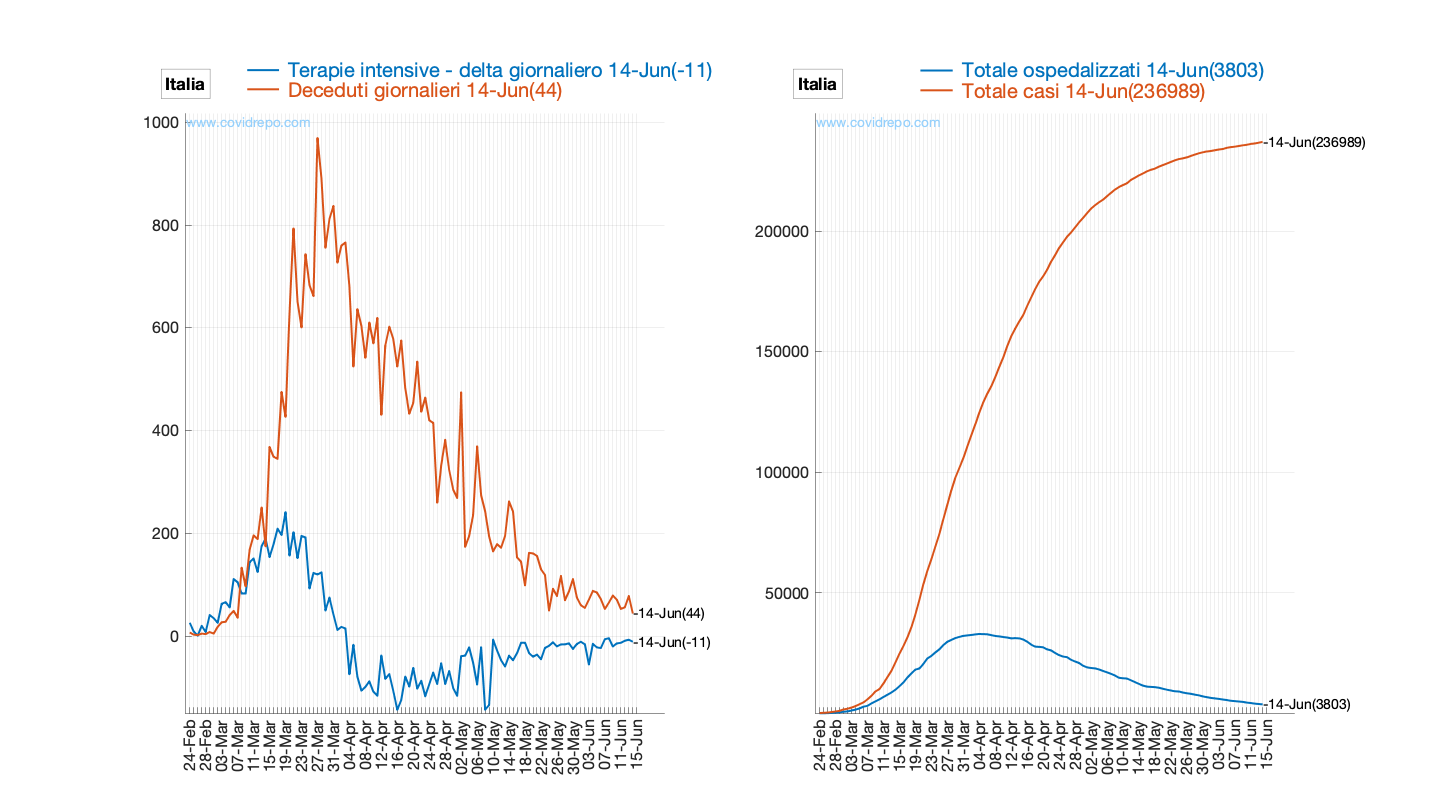 Italia
Terapie intensive - delta giornaliero 14-Jun(-11)
Deceduti giornalieri 14-Jun(44)
www.covidrepo.com
1000
800
600
400
200
0
-14-Jun(44)
-14-Jun(-11)
24-Feb
28-Feb
03-Mar
07-Mar
11-Mar
15-Mar
19-Mar
23-Mar
27-Mar
31-Mar
04-Apr
08-Apr
12-Apr
16-Apr
20-Apr
24-Apr
28-Apr
02-May
06-May
10-May
14-May
18-May
22-May
26-May
30-May
03-Jun
07-Jun
11-Jun
15-Jun
Italia
Totale ospedalizzati 14-Jun(3803)
Totale casi 14-Jun(236989)
www.covidrepo.com
200000
150000
100000
50000
-14-Jun(236989)
-14-Jun(3803)
24-Feb
28-Feb
03-Mar
07-Mar
11-Mar
15-Mar
19-Mar
23-Mar
27-Mar
31-Mar
04-Apr
08-Apr
12-Apr
16-Apr
20-Apr
24-Apr
28-Apr
02-May
06-May
10-May
14-May
18-May
22-May
26-May
30-May
03-Jun
07-Jun
11-Jun
15-Jun